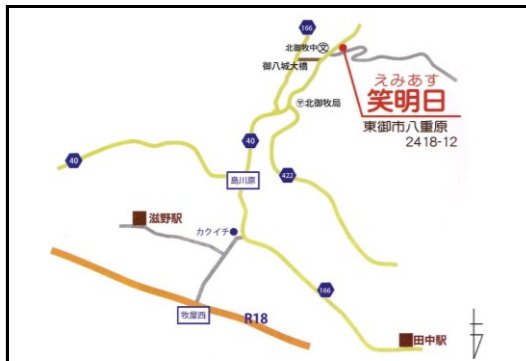 166
北御牧中
文
御八城大橋
えみあす
笑明日
〒北御牧局
東御市八重原
2418-12
40
40
島川原
422
滋野駅
カクイチ
166
牧屋西
R18
田中駅